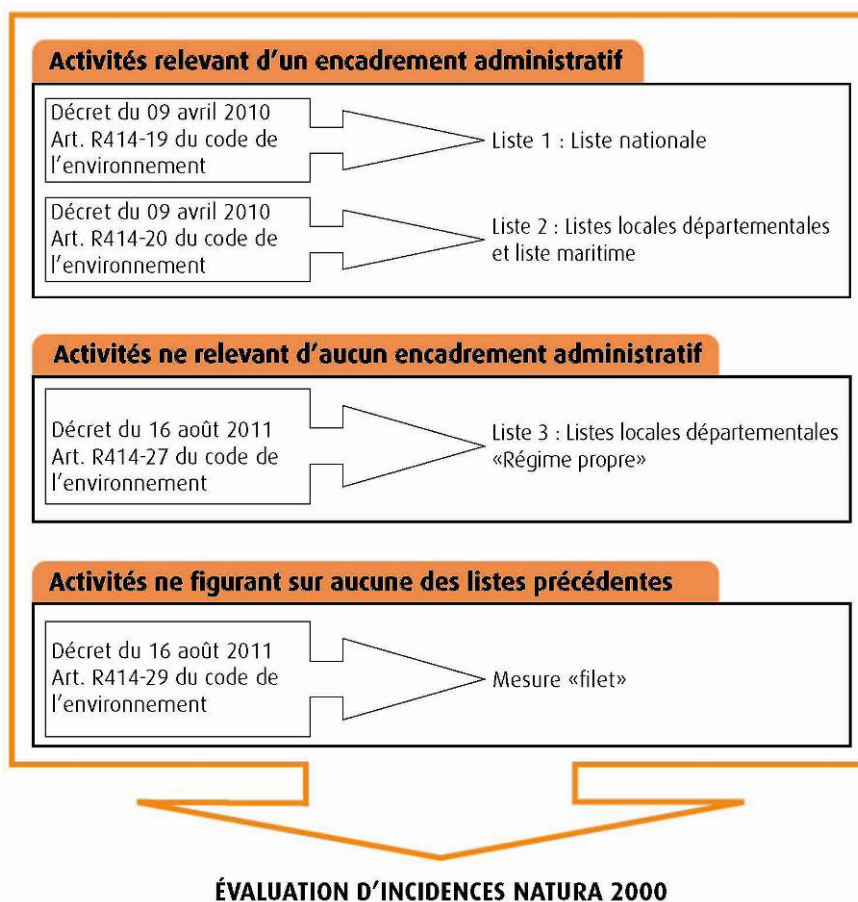 Activités relevant d'un encadrement administratif
Décret du 09 avril 2010
Art. R414-19 du code de
l'environnement
Liste 1 : Liste nationale
Décret du 09 avril 2010
Art. R414-20 du code de
l'environnement
Liste 2 : Listes locales départementales
et liste maritime
Activités ne relevant d'aucun encadrement administratif
Décret du 16 août 2011
Art. R414-27 du code de
l'environnement
Liste 3 : Listes locales départementales
«Régime propre»
Activités ne figurant sur aucune des listes précédentes
Décret du 16 août 2011
Art. R414-29 du code de
l'environnement
Mesure «filet»
ÉVALUATION D'INCIDENCES NATURA 2000